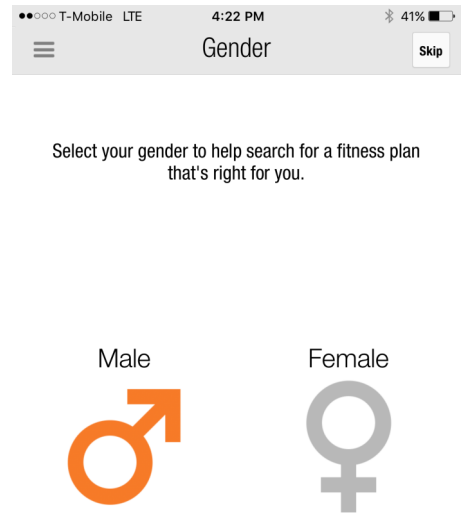 T-Mobile LTE 4:22 PM 41%
Gender Skip
Select your gender to help search for a fitness plan
that's right for you.
Male Female